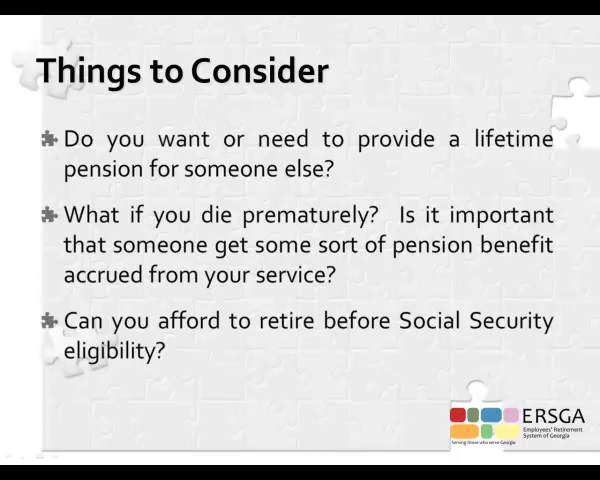 Things to Consider
Do you want or need to provide a lifetime
pension for someone else?
What if you die prematurely? Is it important
that someone get some sort of pension benefit
accrued from your service?
Can you afford to retire before Social Security
eligibility?
ERSGA
Employees' Retirement
System of Georgia
Serving those who serve Georgia